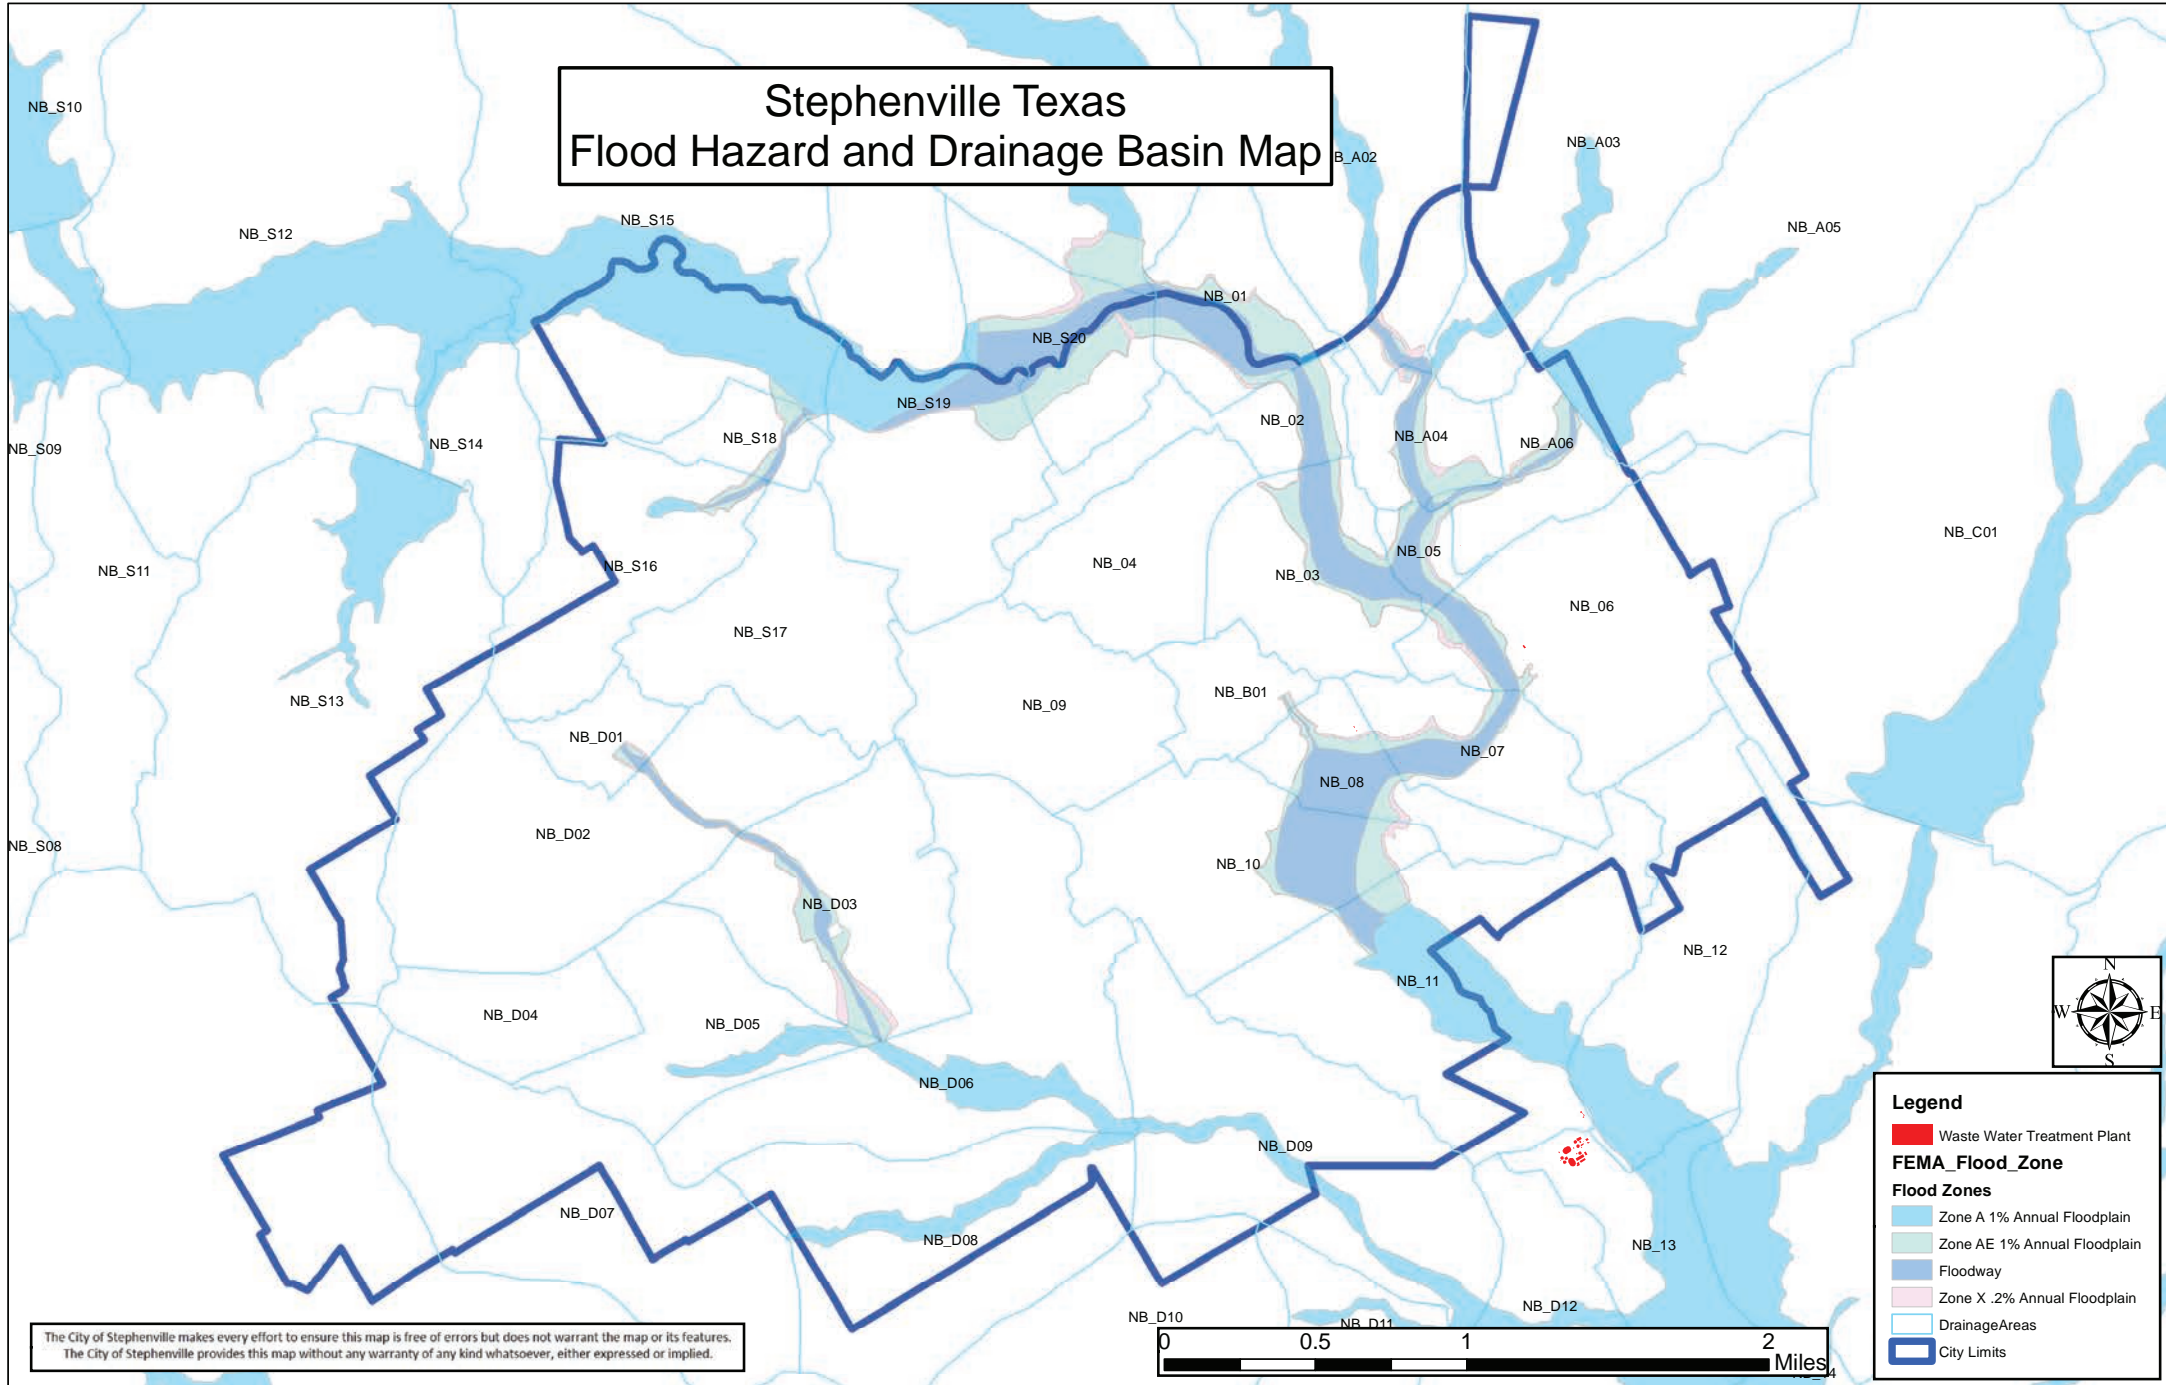 Stephenville Texas
Flood Hazard and Drainage Basin Map
NB_S10
B_A02
NB_A03
NB_S15
NB_S12
NB_A05
NB_01
NB_S20
NB_S19
NB_02
NB_S18
NB_A04
NB_A06
NB_S14
NB_S09
NB_C01
NB_05
NB_04
NB_S16
NB_S11
NB_03
NB_06
NB_S17
NB_B01
NB_S13
NB_09
NB_D01
NB_07
NB_08
NB_D02
NB_S08
NB_10
NB_D03
NB_12
NB_11
NB_D04
NB_D05
NB_D06
NB_D09
NB_D07
NB_D08
NB_13
NB_D12
NB_D10
NB_D11
N
W
E
S
Legend
Waste Water Treatment Plant
FEMA_Flood_Zone
Flood Zones
Zone A 1% Annual Floodplain
Zone AE 1% Annual Floodplain
Floodway
Zone X .2% Annual Floodplain
DrainageAreas
City Limits
The City of Stephenville makes every effort to ensure this map is free of errors but does not warrant the map or its features.
The City of Stephenville provides this map without any warranty of any kind whatsoever, either expressed or implied.
0 0.5 1 2
Miles